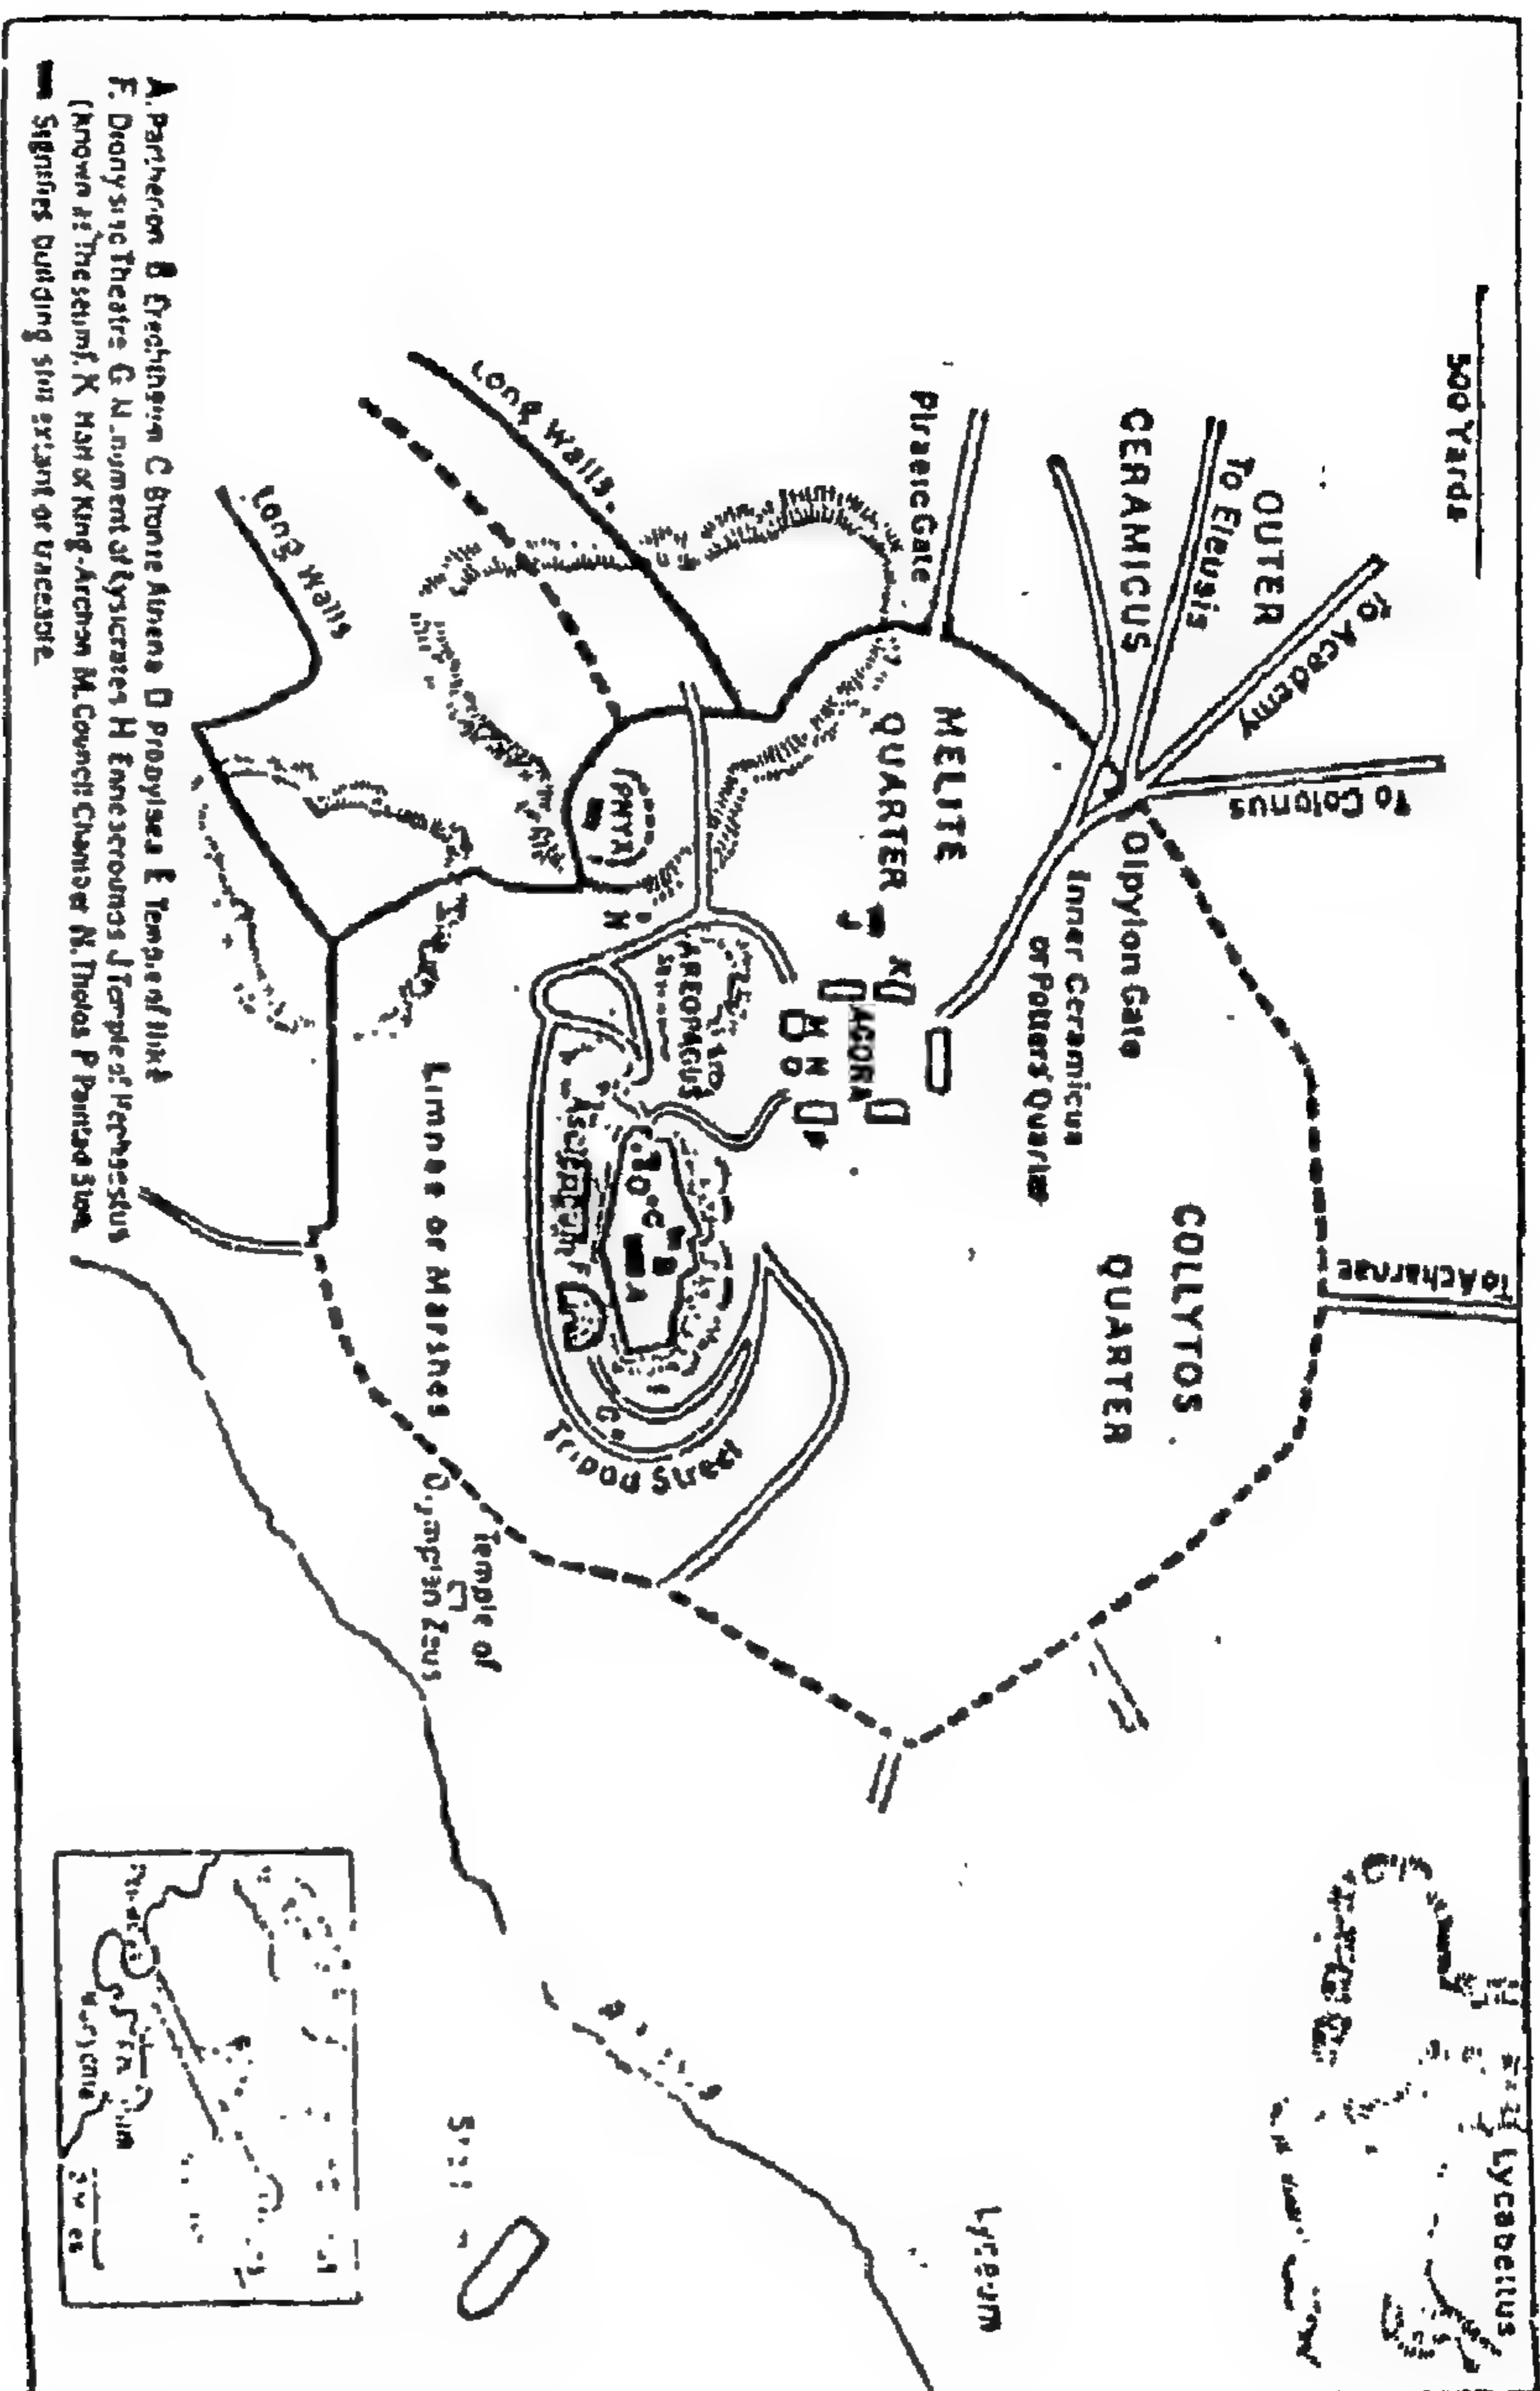 500 Yards
Lycabettus
To Acharnae
To Colonus
To Academy
OUTER
To Eleusis
CERAMICUS
COLLYTOS
QUARTER
Dipylon Gate
Inner Ceramicus
or Potters' Quarter
Piraeic Gate
MELITE
QUARTER
Lyceum
J
K
AGORA
M N
P
AREOPAGUS
PNYX
D C B
A
Asclepieum F
G
Tripod Street
Long Walls
Long Walls
Limnae or Marshes
Temple of
Olympian Zeus
A. Parthenon B Erechtheum C Bronze Athena D Propylaea E Temple of
F. Dionysiac Theatre G Monument of Lysicrates H Enneacrounos J Temple of Hephaestus
(known as Theseum). K Hall of King-Archon M. Council Chamber N. Tholos P Painted Stoa
Signifies building still extant or traceable.